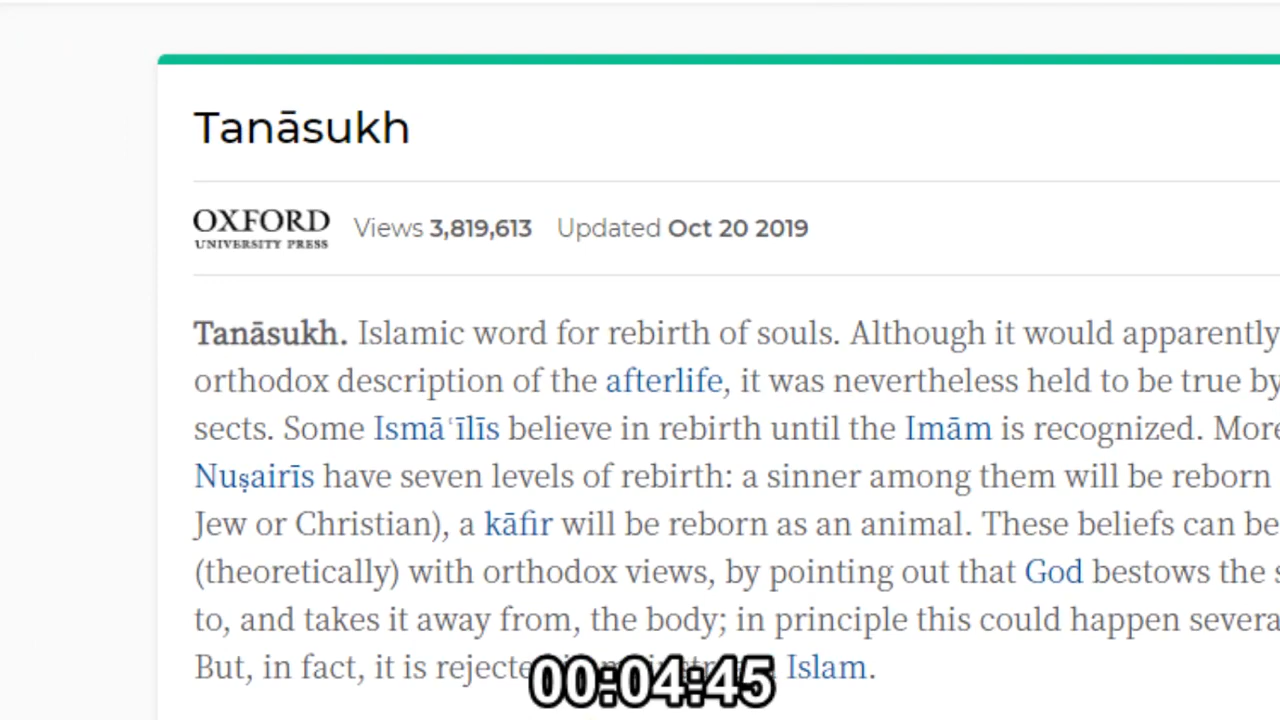 Tanāsukh
OXFORD
UNIVERSITY PRESS
Views 3,819,613 Updated Oct 20 2019
Tanāsukh. Islamic word for rebirth of souls. Although it would apparently
orthodox description of the afterlife, it was nevertheless held to be true by
sects. Some Ismāʿīlīs believe in rebirth until the Imām is recognized. More
Nuṣairīs have seven levels of rebirth: a sinner among them will be reborn
Jew or Christian), a kāfir will be reborn as an animal. These beliefs can be
(theoretically) with orthodox views, by pointing out that God bestows the s
to, and takes it away from, the body; in principle this could happen severa
But, in fact, it is rejecte Islam.
00:04:45